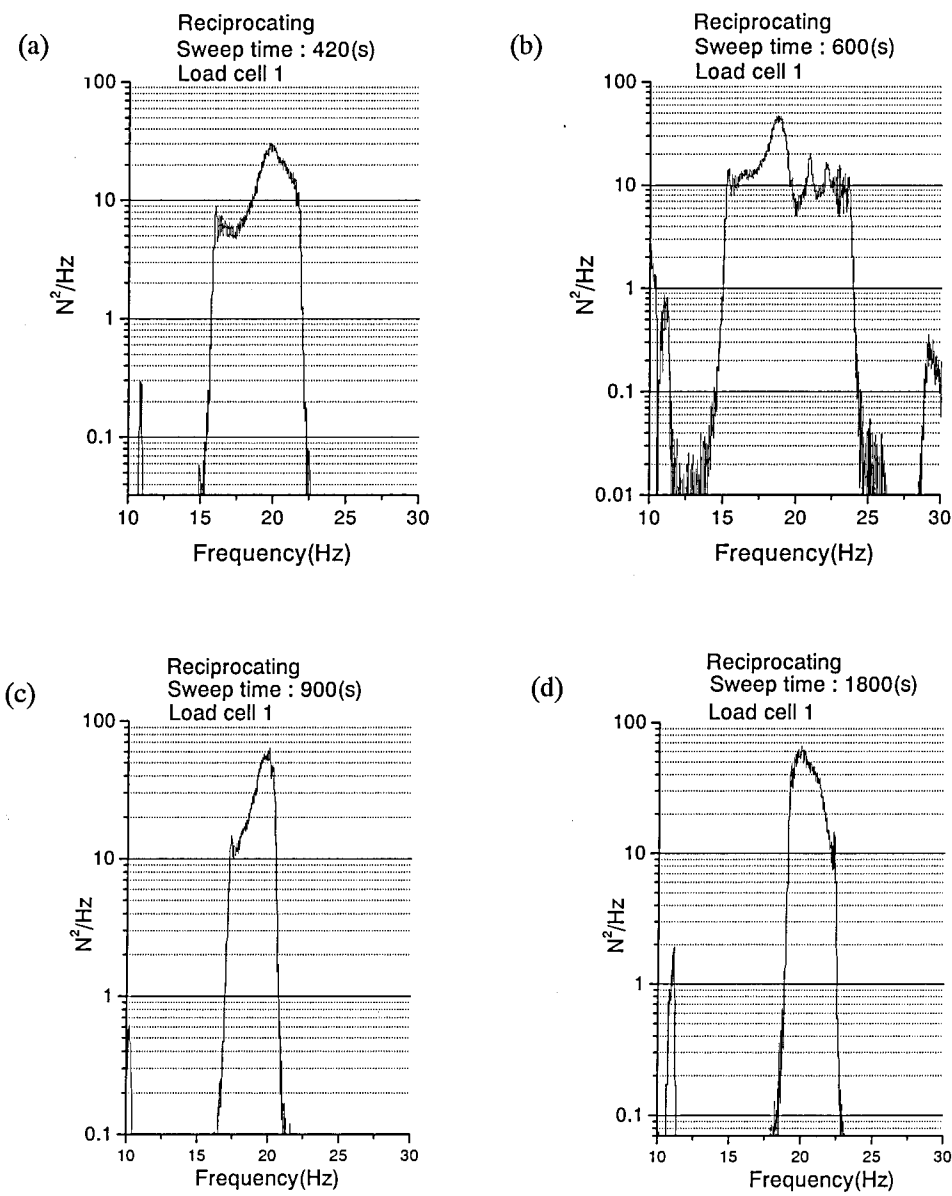 (a)
Reciprocating
Sweep time : 420(s)
Load cell 1
100
10
1
0.1
N²/Hz
10 15 20 25 30
Frequency(Hz)
(b)
Reciprocating
Sweep time : 600(s)
Load cell 1
100
10
1
0.1
0.01
N²/Hz
10 15 20 25 30
Frequency(Hz)
(c)
Reciprocating
Sweep time : 900(s)
Load cell 1
100
10
1
0.1
N²/Hz
10 15 20 25 30
Frequency(Hz)
(d)
Reciprocating
Sweep time : 1800(s)
Load cell 1
100
10
1
0.1
N²/Hz
10 15 20 25 30
Frequency(Hz)